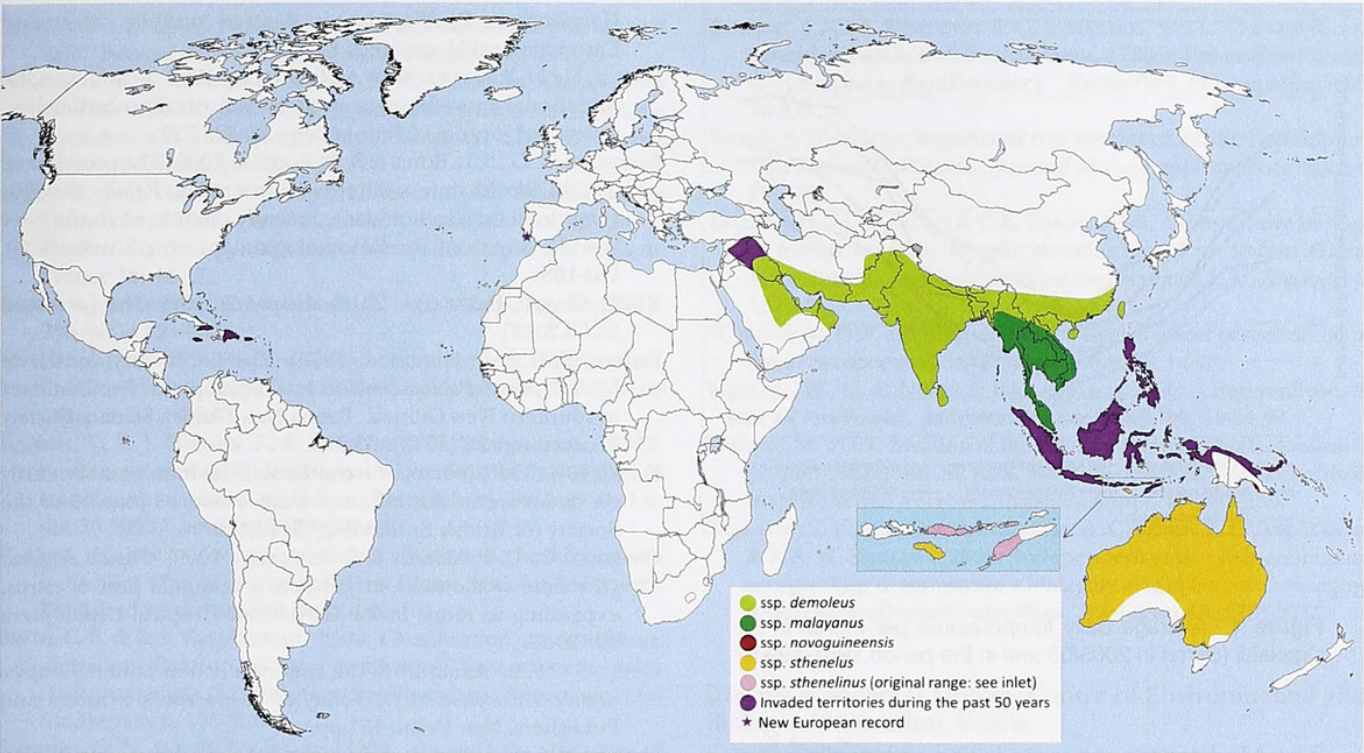 ssp. demoleus
ssp. malayanus
ssp. novoguineensis
ssp. sthenelus
ssp. sthenelinus (original range: see inlet)
Invaded territories during the past 50 years
New European record